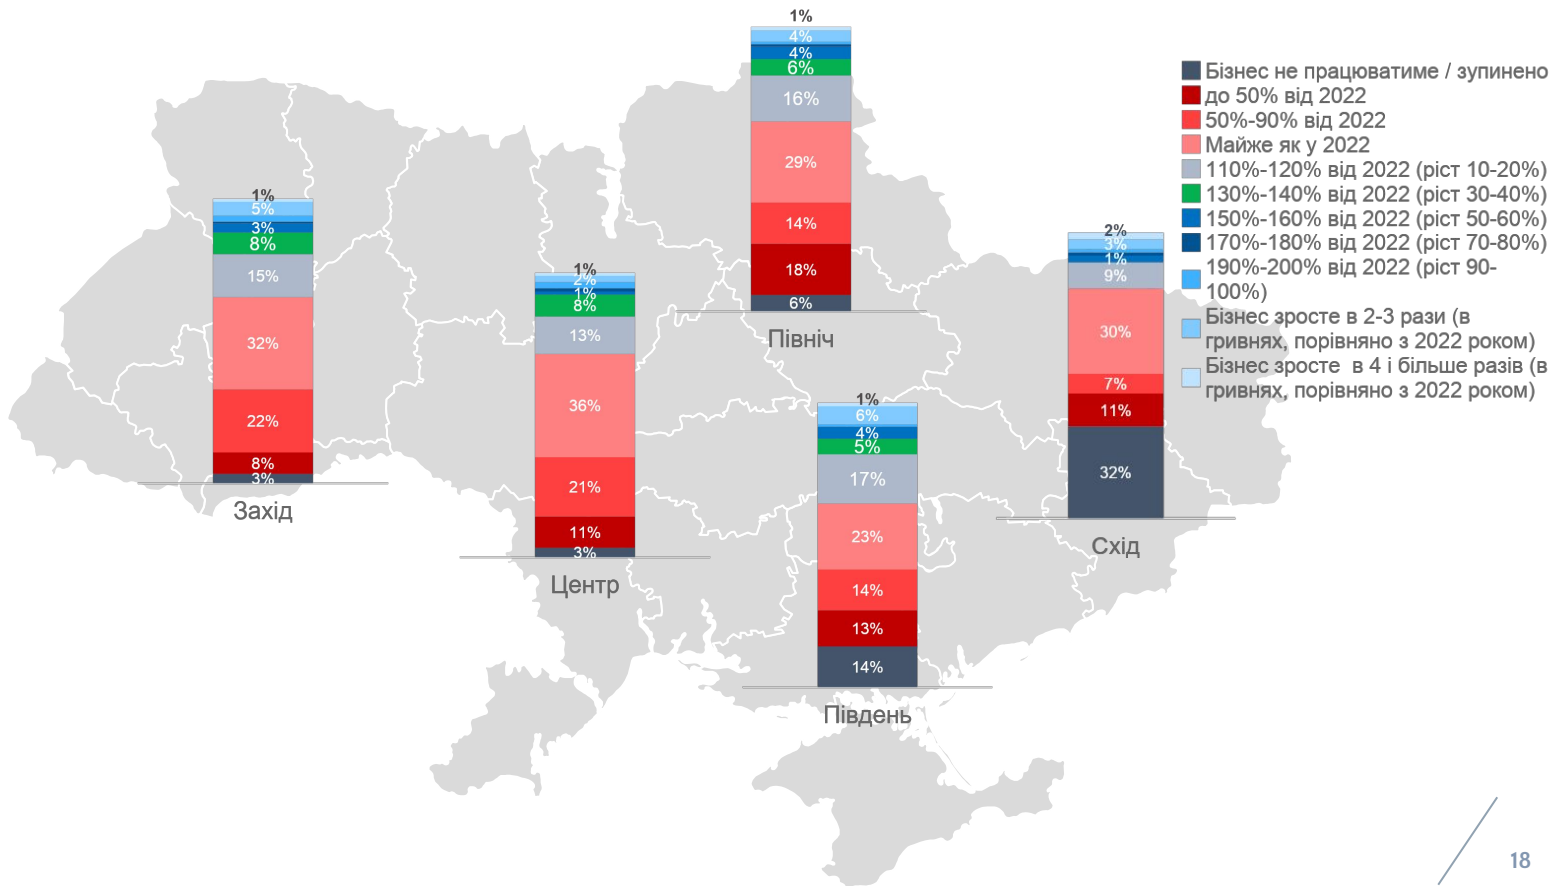 1%
4%
4%
6%
16%
29%
14%
18%
6%
Північ
Бізнес не працюватиме / зупинено
до 50% від 2022
50%-90% від 2022
Майже як у 2022
110%-120% від 2022 (ріст 10-20%)
130%-140% від 2022 (ріст 30-40%)
150%-160% від 2022 (ріст 50-60%)
170%-180% від 2022 (ріст 70-80%)
190%-200% від 2022 (ріст 90-
100%)
Бізнес зросте в 2-3 рази (в
гривнях, порівняно з 2022 роком)
Бізнес зросте  в 4 і більше разів (в
гривнях, порівняно з 2022 роком)
1%
5%
3%
8%
15%
32%
22%
8%
3%
Захід
1%
2%
1%
8%
13%
36%
21%
11%
3%
Центр
2%
3%
1%
9%
30%
7%
11%
32%
Схід
1%
6%
4%
5%
17%
23%
14%
13%
14%
Південь
18